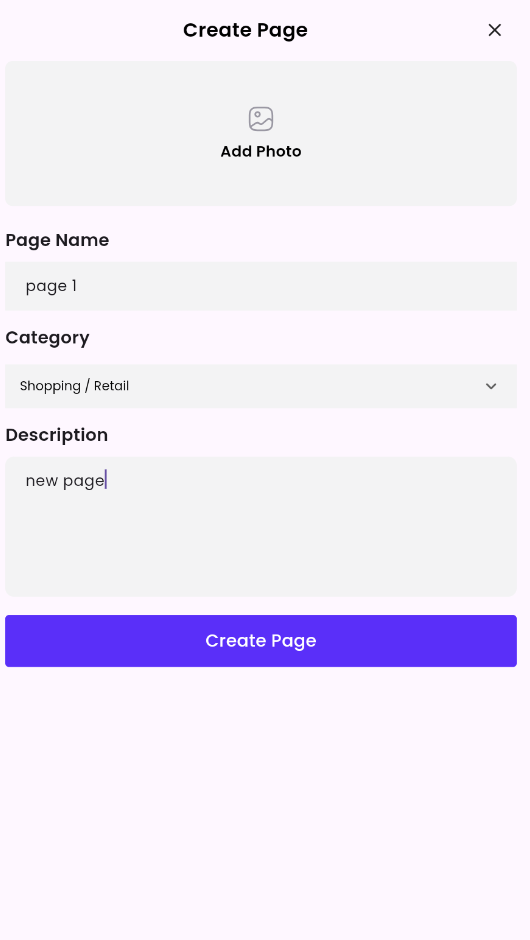 Create Page
Add Photo
Page Name
page 1
Category
Shopping / Retail
Description
new page
Create Page